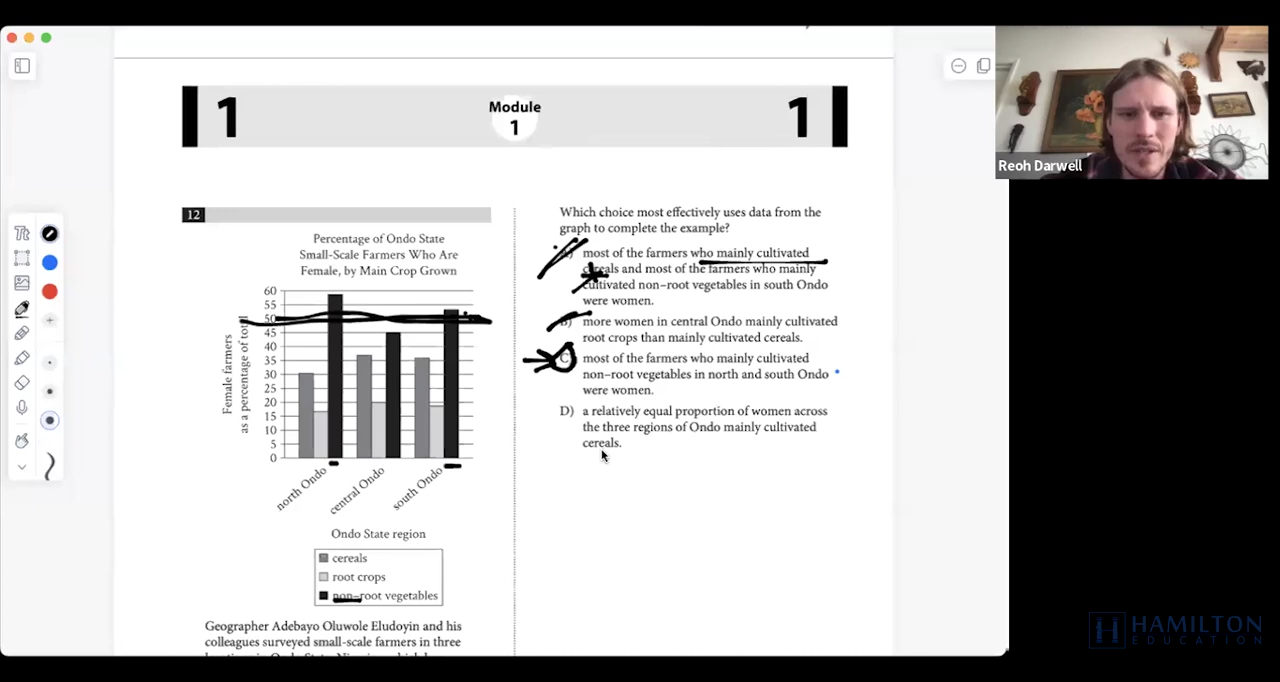 1
Module
1
1
Reoh Darwell
12
Percentage of Ondo State
Small-Scale Farmers Who Are
Female, by Main Crop Grown
Female farmers
as a percentage of total
60
55
50
45
40
35
30
25
20
15
10
5
0
north Ondo
central Ondo
south Ondo
Ondo State region
cereals
root crops
non-root vegetables
Geographer Adebayo Oluwole Eludoyin and his
colleagues surveyed small-scale farmers in three
Which choice most effectively uses data from the
graph to complete the example?
A) most of the farmers who mainly cultivated
cereals and most of the farmers who mainly
cultivated non–root vegetables in south Ondo
were women.
B) more women in central Ondo mainly cultivated
root crops than mainly cultivated cereals.
C) most of the farmers who mainly cultivated
non–root vegetables in north and south Ondo
were women.
D) a relatively equal proportion of women across
the three regions of Ondo mainly cultivated
cereals.
HAMILTON
EDUCATION